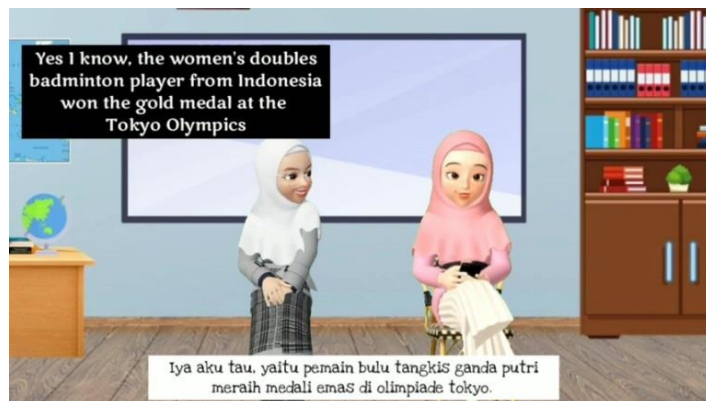 Yes I know, the women's doubles
badminton player from Indonesia
won the gold medal at the
Tokyo Olympics
Iya aku tau, yaitu pemain bulu tangkis ganda putri
meraih medali emas di olimpiade tokyo.